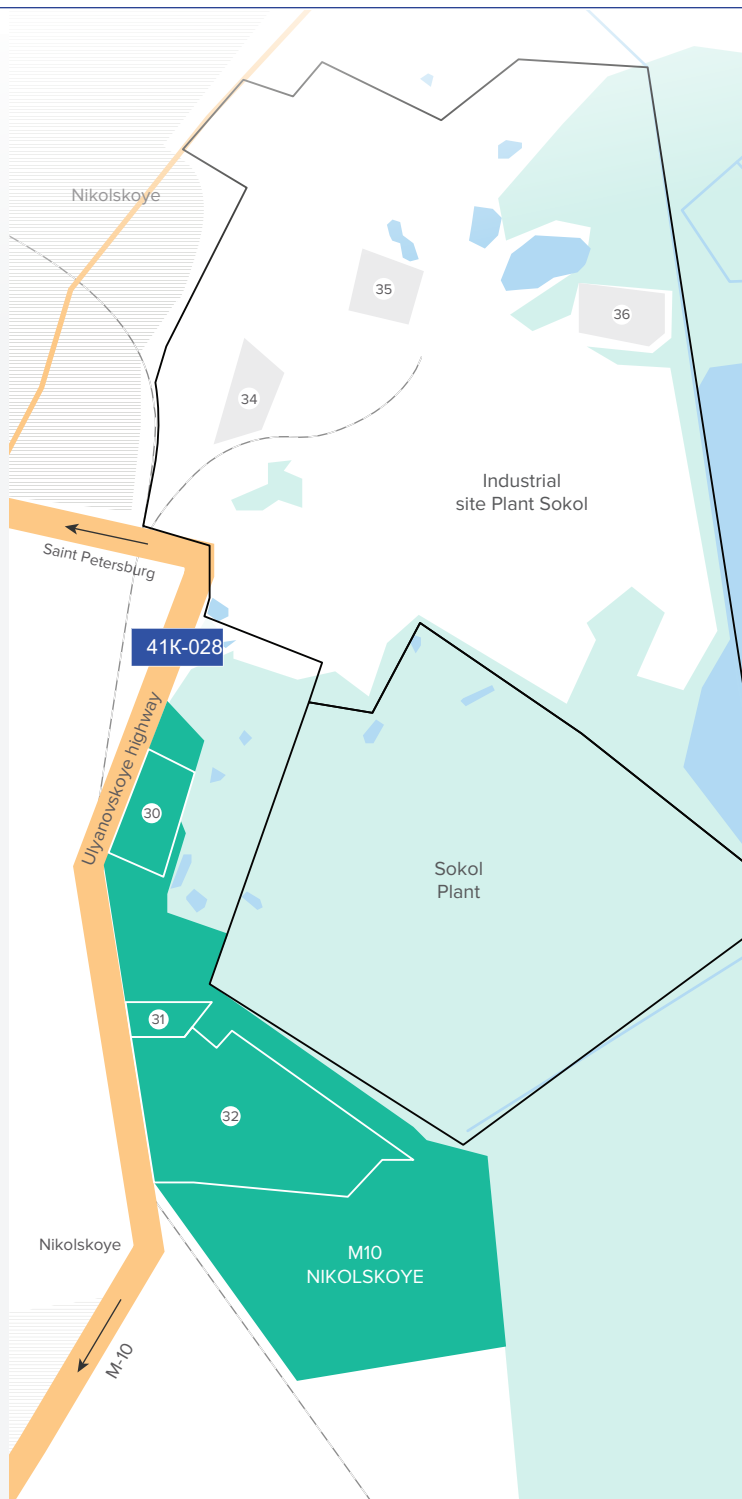 Nikolskoye
35
36
34
Industrial
site Plant Sokol
Saint Petersburg
41K-028
Ulyanovskoye highway
30
Sokol
Plant
31
32
Nikolskoye
M10
NIKOLSKOYE
M-10